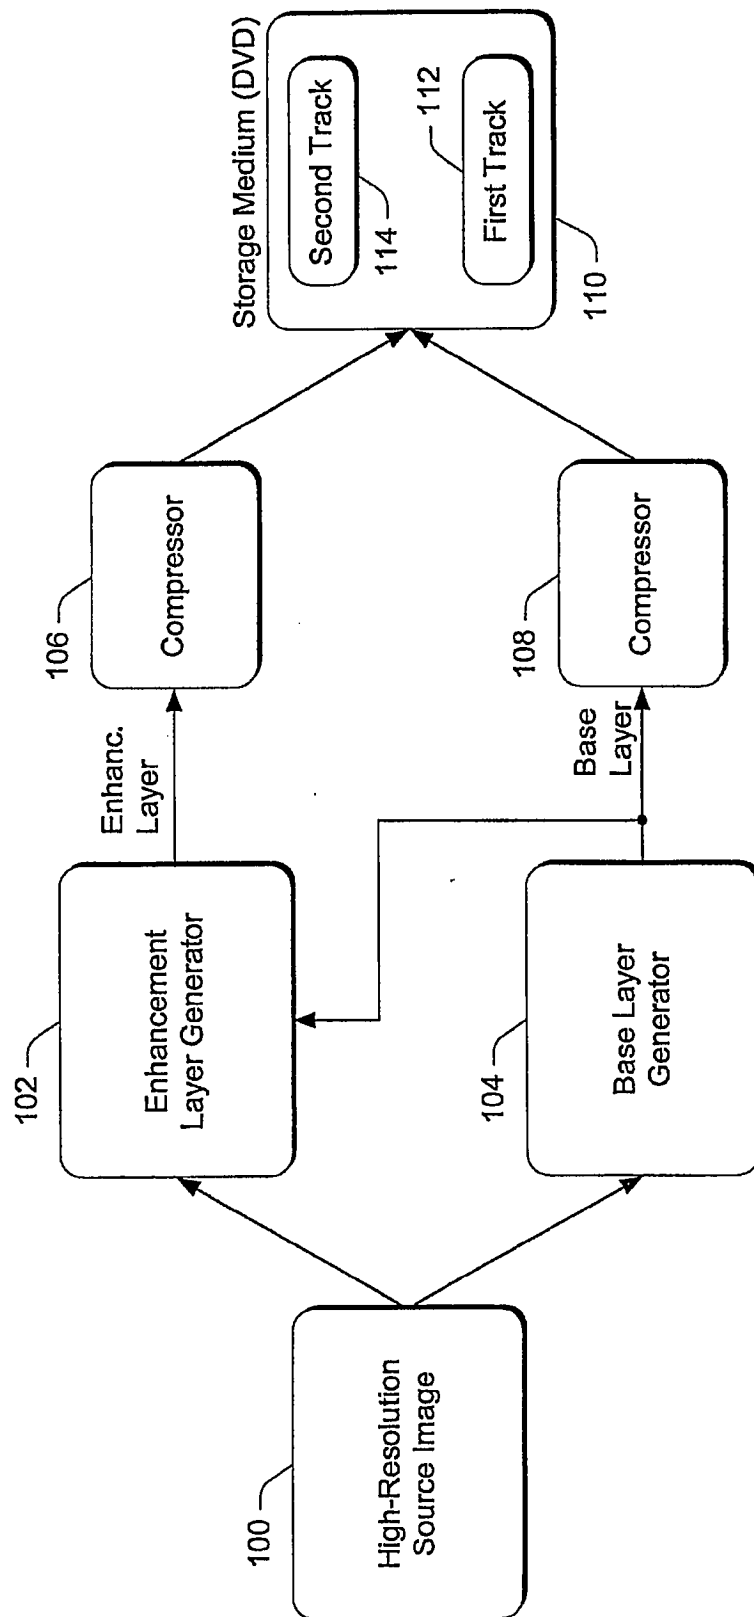 100
High-Resolution
Source Image
102
Enhancement
Layer Generator
104
Base Layer
Generator
Enhanc.
Layer
Base
Layer
106
Compressor
108
Compressor
Storage Medium (DVD)
Second Track
114
112
First Track
110